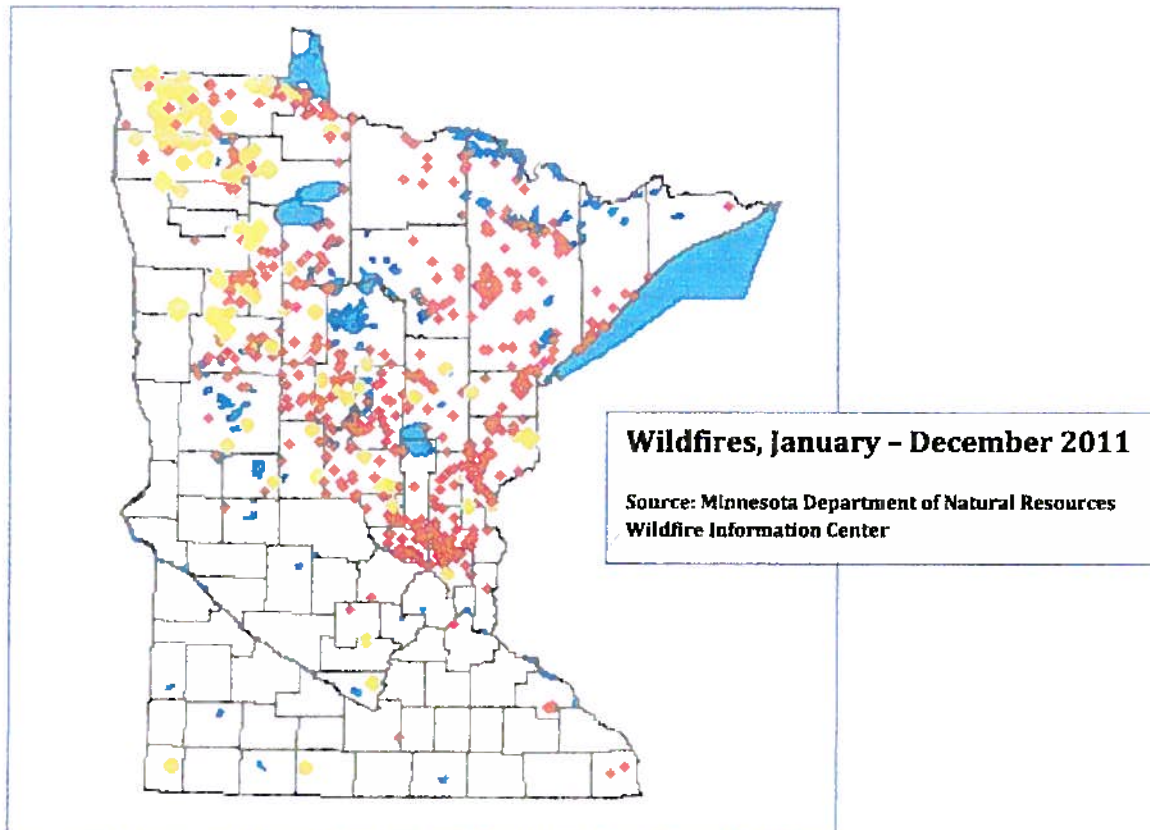 Wildfires, January – December 2011
Source: Minnesota Department of Natural Resources
Wildfire Information Center